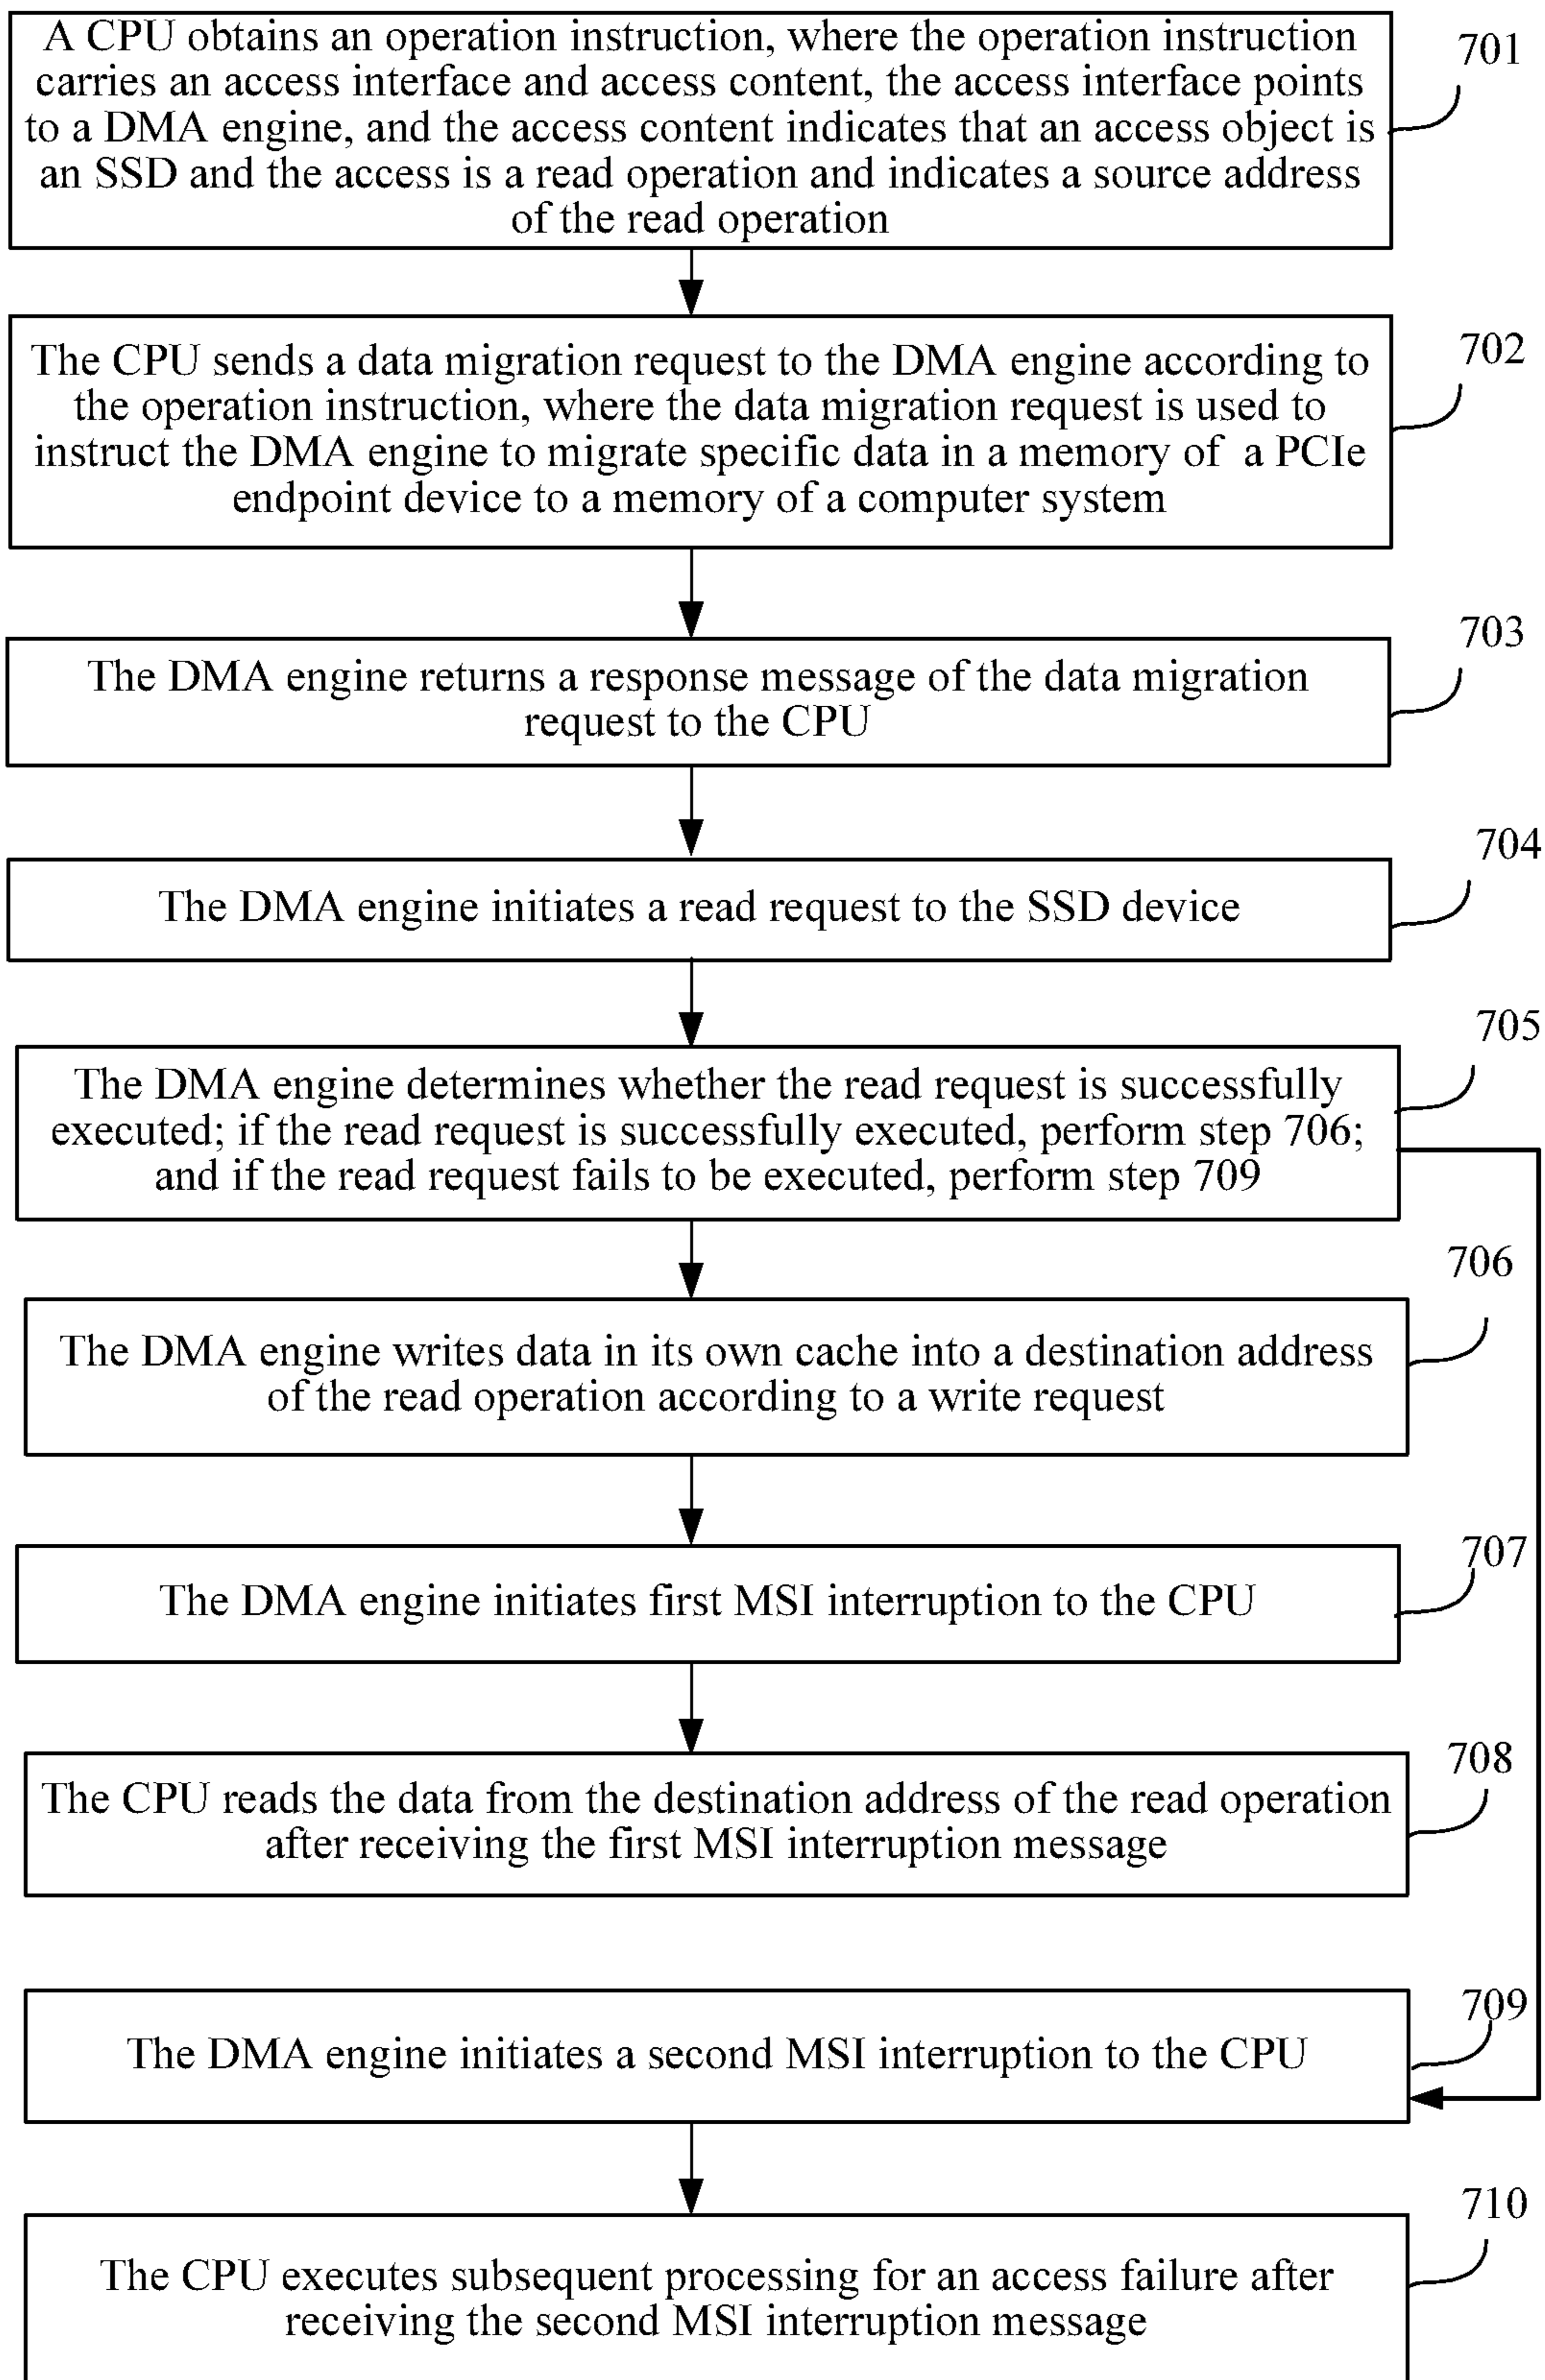 A CPU obtains an operation instruction, where the operation instruction
carries an access interface and access content, the access interface points
to a DMA engine, and the access content indicates that an access object is
an SSD and the access is a read operation and indicates a source address
of the read operation
701
The CPU sends a data migration request to the DMA engine according to
the operation instruction, where the data migration request is used to
instruct the DMA engine to migrate specific data in a memory of a PCIe
endpoint device to a memory of a computer system
702
The DMA engine returns a response message of the data migration
request to the CPU
703
The DMA engine initiates a read request to the SSD device
704
The DMA engine determines whether the read request is successfully
executed; if the read request is successfully executed, perform step 706;
and if the read request fails to be executed, perform step 709
705
The DMA engine writes data in its own cache into a destination address
of the read operation according to a write request
706
The DMA engine initiates first MSI interruption to the CPU
707
The CPU reads the data from the destination address of the read operation
after receiving the first MSI interruption message
708
The DMA engine initiates a second MSI interruption to the CPU
709
The CPU executes subsequent processing for an access failure after
receiving the second MSI interruption message
710